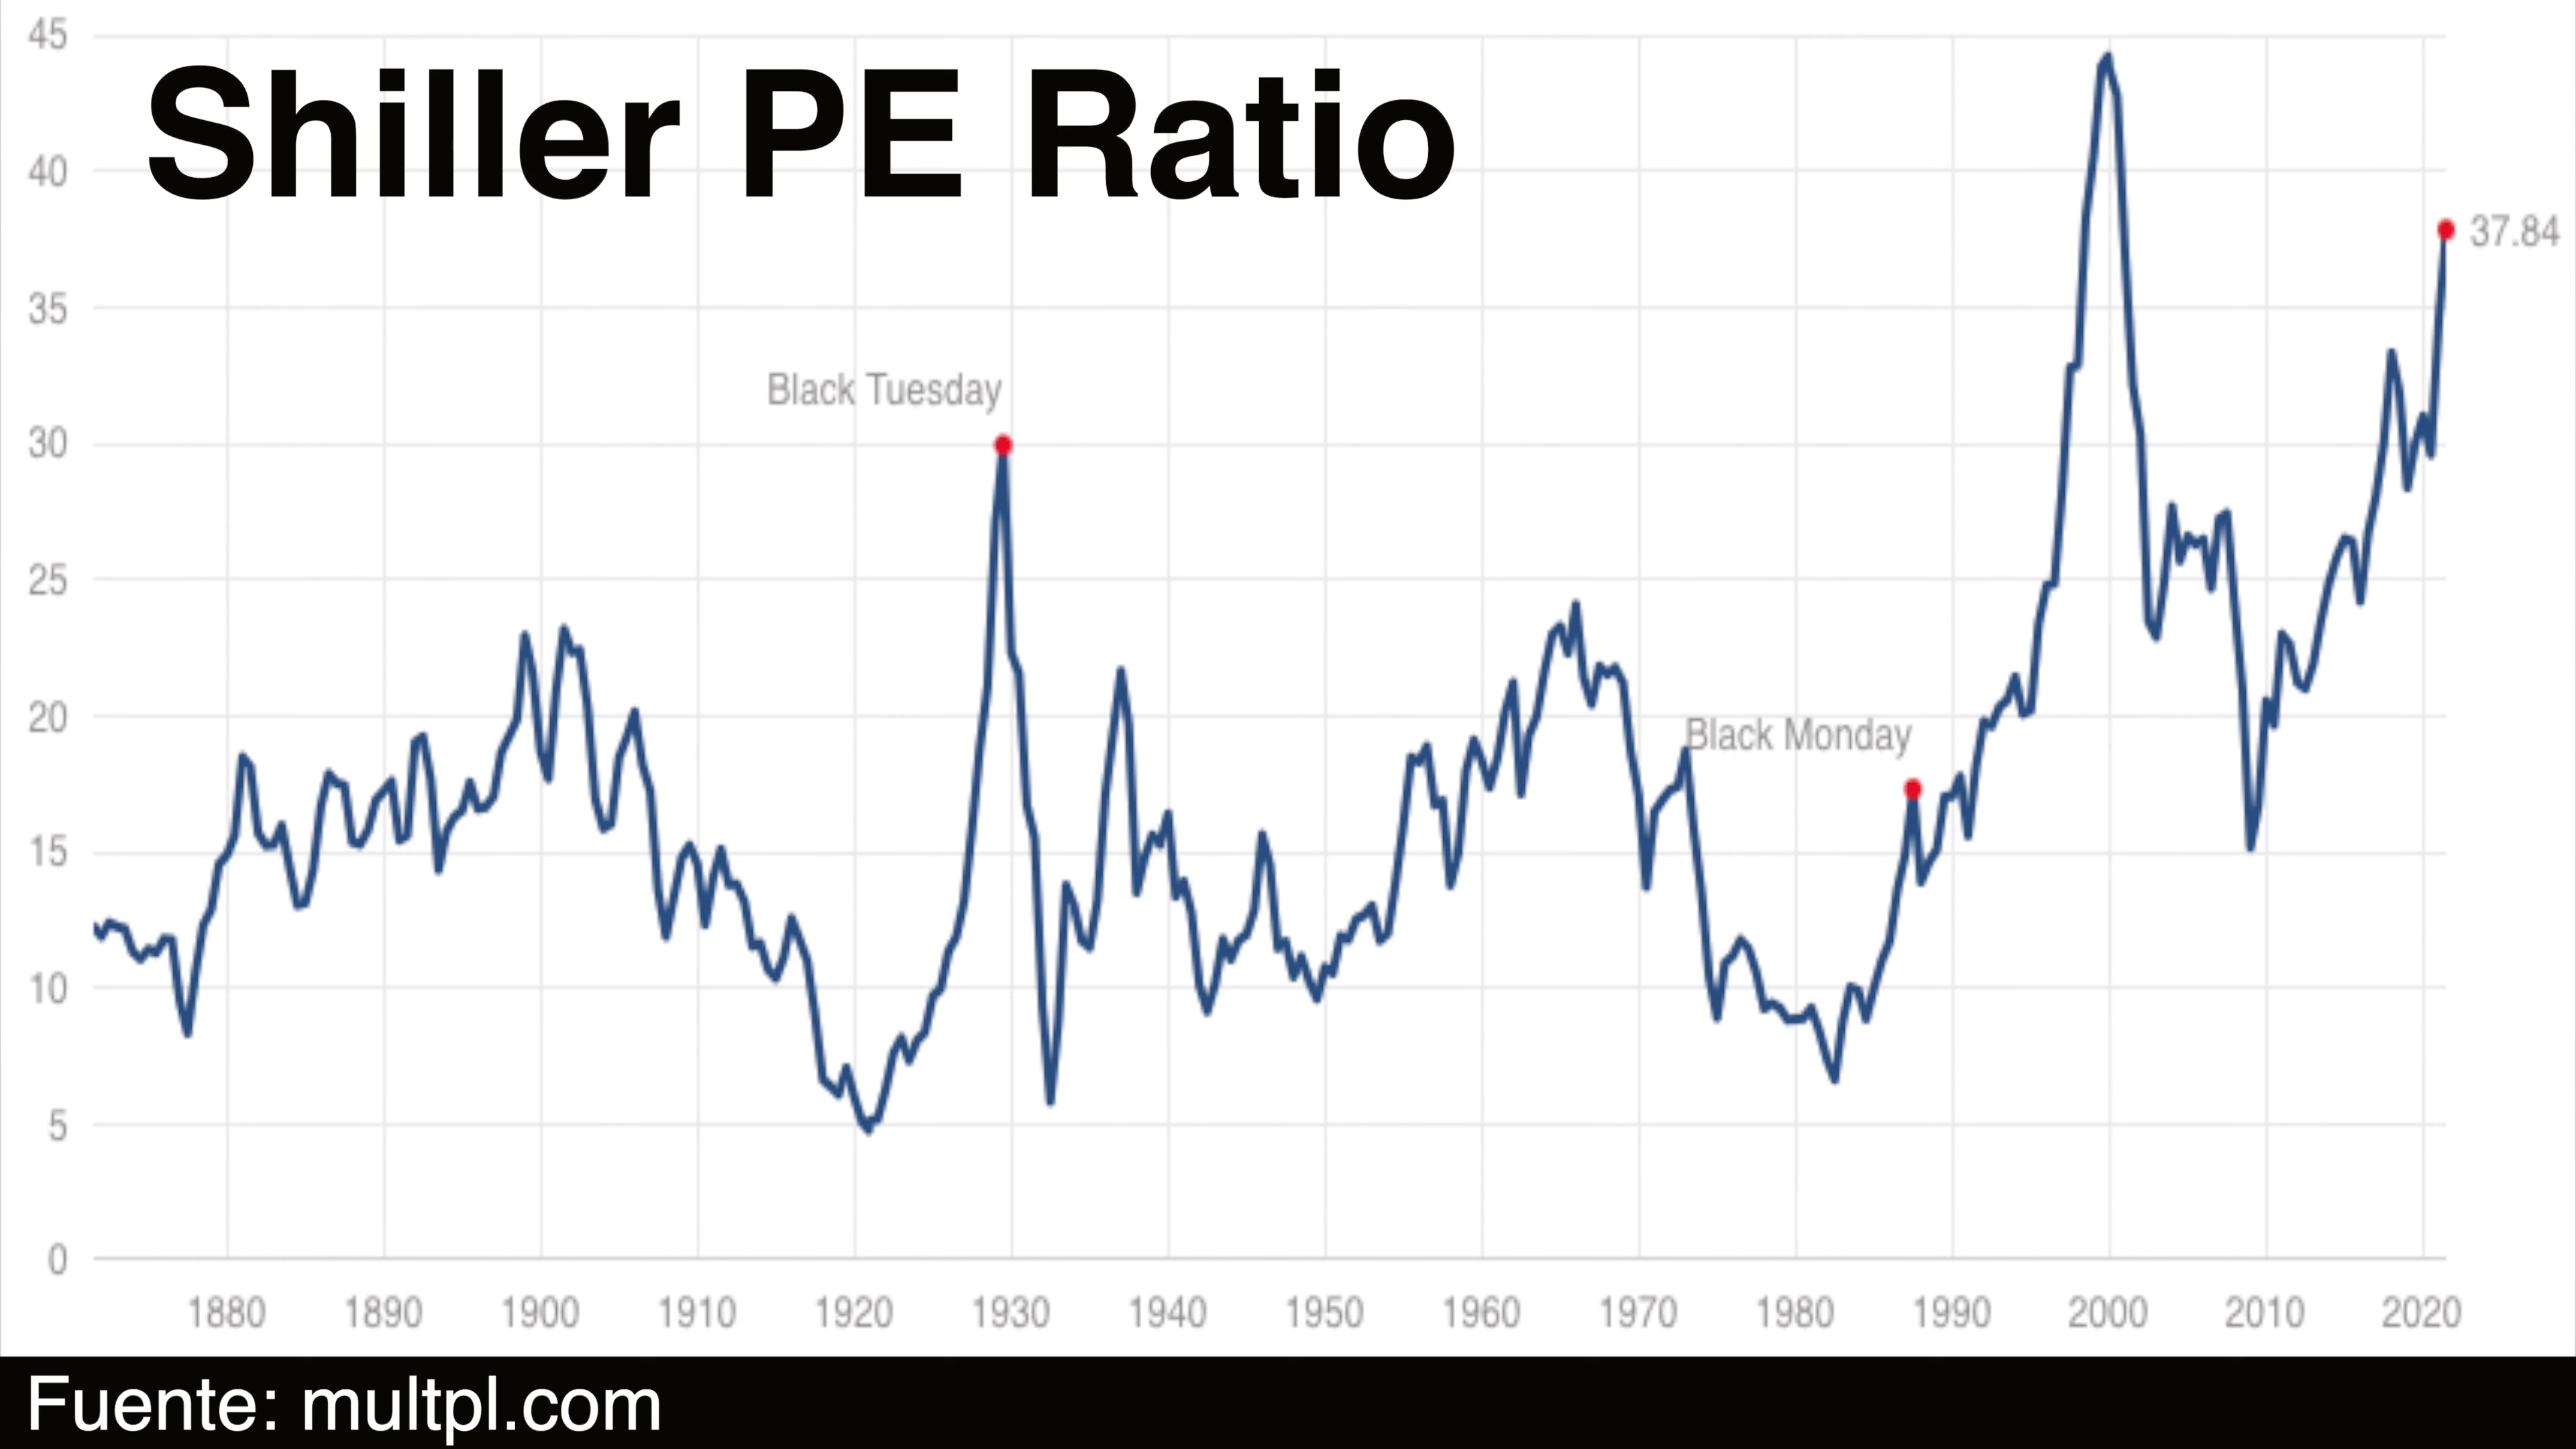 45
Shiller PE Ratio
40
37.84
35
Black Tuesday
30
25
20
Black Monday
15
10
5
0
1880 1890 1900 1910 1920 1930 1940 1950 1960 1970 1980 1990 2000 2010 2020
Fuente: multpl.com